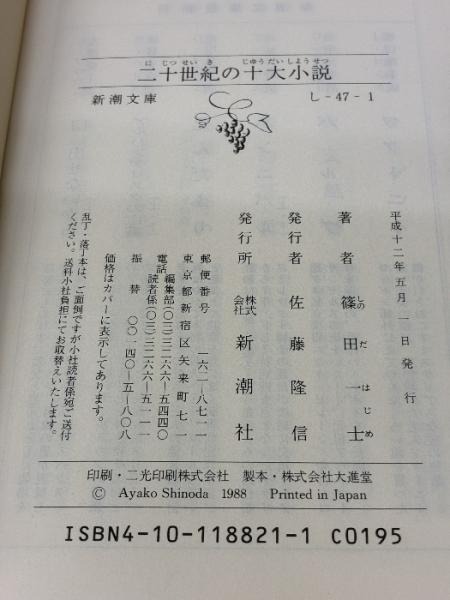 にじつせいき じゆうだいしようせつ
二十世紀の十大小説
新潮文庫
し-47-1
平成十二年五月一日発行
著者 篠田一士
しのだはじめ
発行者 佐藤隆信
発行所 株式会社 新潮社
郵便番号 一六二—八七一一
東京都新宿区矢来町七一
電話 編集部(〇三)三二六六—五四四〇
読者係(〇三)三二六六—五一一一
振替 〇〇一四〇—五—八〇八
価格はカバーに表示してあります。
乱丁・落丁本は、ご面倒ですが小社読者係宛ご送付
ください。送料小社負担にてお取替えいたします。
印刷・二光印刷株式会社 製本・株式会社大進堂
© Ayako Shinoda 1988 Printed in Japan
ISBN4-10-118821-1 C0195